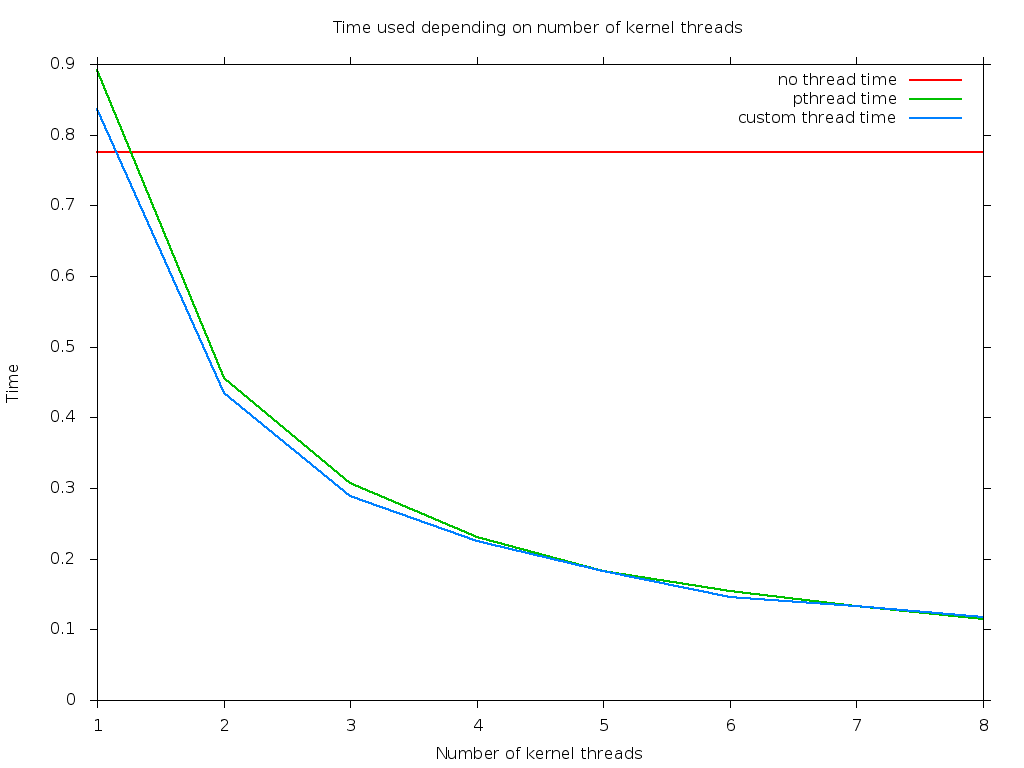 Time used depending on number of kernel threads
no thread time
pthread time
custom thread time
0.9
0.8
0.7
0.6
0.5
0.4
0.3
0.2
0.1
0
Time
1 2 3 4 5 6 7 8
Number of kernel threads